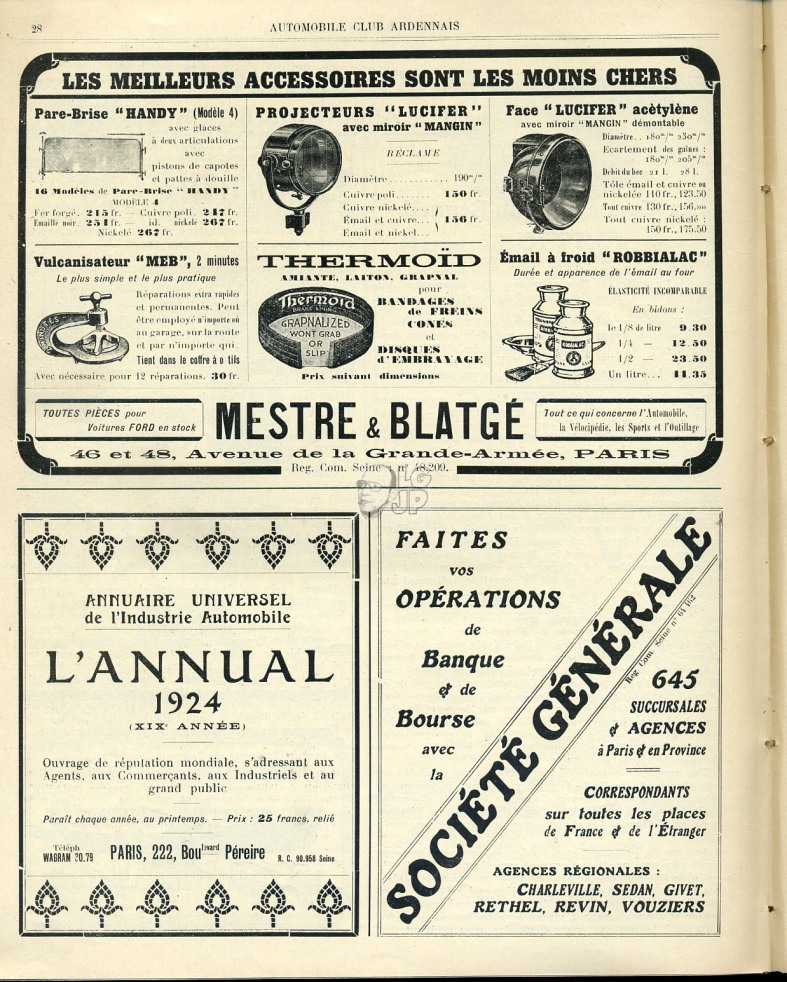 28
AUTOMOBILE CLUB ARDENNAIS
LES MEILLEURS ACCESSOIRES SONT LES MOINS CHERS
Pare-Brise "HANDY" (Modèle 4)
avec glaces
à deux articulations
avec
pistons de capotes
et pattes à douille
16 Modèles de Pare-Brise "HANDY"
MODÈLE 4
Fer forgé. 215 fr. — Cuivre poli. 247 fr.
Émaillé noir. 251 fr. — id. nickelé 267 fr.
Nickelé 267 fr.
PROJECTEURS "LUCIFER"
avec miroir "MANGIN"
RÉCLAME
Diamètre 190m/m
Cuivre poli 150 fr.
Cuivre nickelé
Émail et cuivre 156 fr.
Émail et nickel
Face "LUCIFER" acètylène
avec miroir "MANGIN" démontable
Diamètre.. 180m/m 230m/m
Ecartement des gaines :
180m/m 205m/m
Débit du bec 21 l. 28 l.
Tôle émail et cuivre ou
nickelée 110 fr., 123.50
Tout cuivre 130 fr., 156.»»
Tout cuivre nickelé :
150 fr., 175.50
Vulcanisateur "MEB", 2 minutes
Le plus simple et le plus pratique
Réparations extra rapides
et permanentes. Peut
être employé n'importe où
au garage, sur la route
et par n'importe qui.
Tient dans le coffre à o tils
Avec nécessaire pour 12 réparations. 30 fr.
THERMOÏD
AMIANTE, LAITON, GRAPNAL
Thermoid
BRAKE LINING
GRAPNALIZED
WONT GRAB
OR
SLIP
pour
BANDAGES
de FREINS
CONES
et
DISQUES
d'EMBRAYAGE
Prix suivant dimensions
Émail à froid "ROBBIALAC"
Durée et apparence de l'émail au four
ÉLASTICITÉ INCOMPARABLE
ROBBIALAC
En bidons :
le 1/8 de litre 9.30
1/4 — 12.50
1/2 — 23.50
Un litre... 44.35
TOUTES PIÈCES pour
Voitures FORD en stock
MESTRE & BLATGÉ
Tout ce qui concerne l'Automobile,
la Vélocipédie, les Sports et l'Outillage
46 et 48, Avenue de la Grande-Armée, PARIS
Reg. Com. Seine : n° 48.209.
LG
JP
ANNUAIRE UNIVERSEL
de l'Industrie Automobile
L'ANNUAL
1924
(XIXe ANNÉE)
Ouvrage de réputation mondiale, s'adressant aux
Agents, aux Commerçants, aux Industriels et au
grand public
Paraît chaque année, au printemps. — Prix : 25 francs, relié
Téléph
WAGRAM 20.79
PARIS, 222, Boulevard Péreire
R. C. 90.958 Seine
FAITES
vos
OPÉRATIONS
de
Banque
& de
Bourse
avec
la
SOCIÉTÉ GÉNÉRALE
Reg. Com. Seine n° 64.462
645
SUCCURSALES
& AGENCES
à Paris & en Province
CORRESPONDANTS
sur toutes les places
de France & de l'Étranger
AGENCES RÉGIONALES :
CHARLEVILLE, SEDAN, GIVET,
RETHEL, REVIN, VOUZIERS